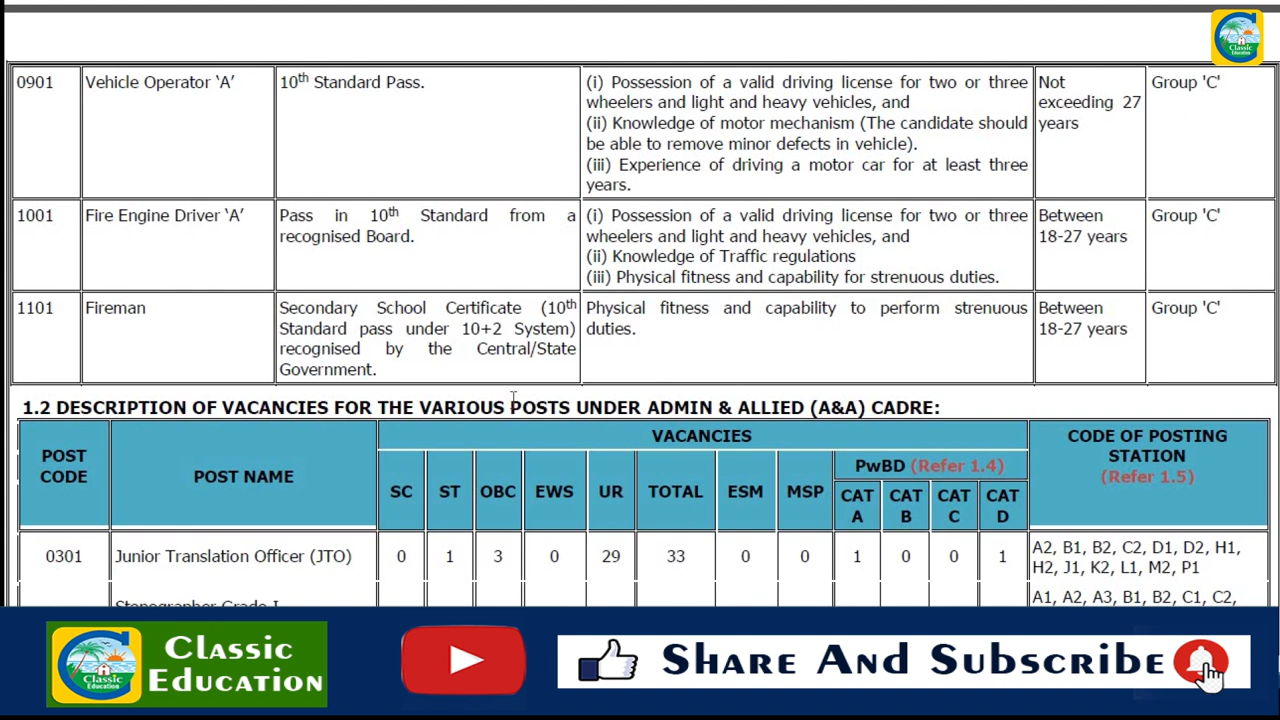 Classic
Education
0901 Vehicle Operator ‘A’ 10th Standard Pass. (i) Possession of a valid driving license for two or three Not Group 'C'
wheelers and light and heavy vehicles, and exceeding 27
(ii) Knowledge of motor mechanism (The candidate should years
be able to remove minor defects in vehicle).
(iii) Experience of driving a motor car for at least three
years.
1001 Fire Engine Driver ‘A’ Pass in 10th Standard from a (i) Possession of a valid driving license for two or three Between Group 'C'
recognised Board. wheelers and light and heavy vehicles, and 18-27 years
(ii) Knowledge of Traffic regulations
(iii) Physical fitness and capability for strenuous duties.
1101 Fireman Secondary School Certificate (10th Physical fitness and capability to perform strenuous Between Group 'C'
Standard pass under 10+2 System) duties. 18-27 years
recognised by the Central/State
Government.
1.2 DESCRIPTION OF VACANCIES FOR THE VARIOUS POSTS UNDER ADMIN & ALLIED (A&A) CADRE:
POST CODE POST NAME VACANCIES CODE OF POSTING STATION (Refer 1.5)
SC ST OBC EWS UR TOTAL ESM MSP PwBD (Refer 1.4)
CAT A CAT B CAT C CAT D
0301 Junior Translation Officer (JTO) 0 1 3 0 29 33 0 0 1 0 0 1 A2, B1, B2, C2, D1, D2, H1,
H2, J1, K2, L1, M2, P1
Stenographer Grade-I A1, A2, A3, B1, B2, C1, C2,
Classic
Education
Classic
Education
Share And Subscribe